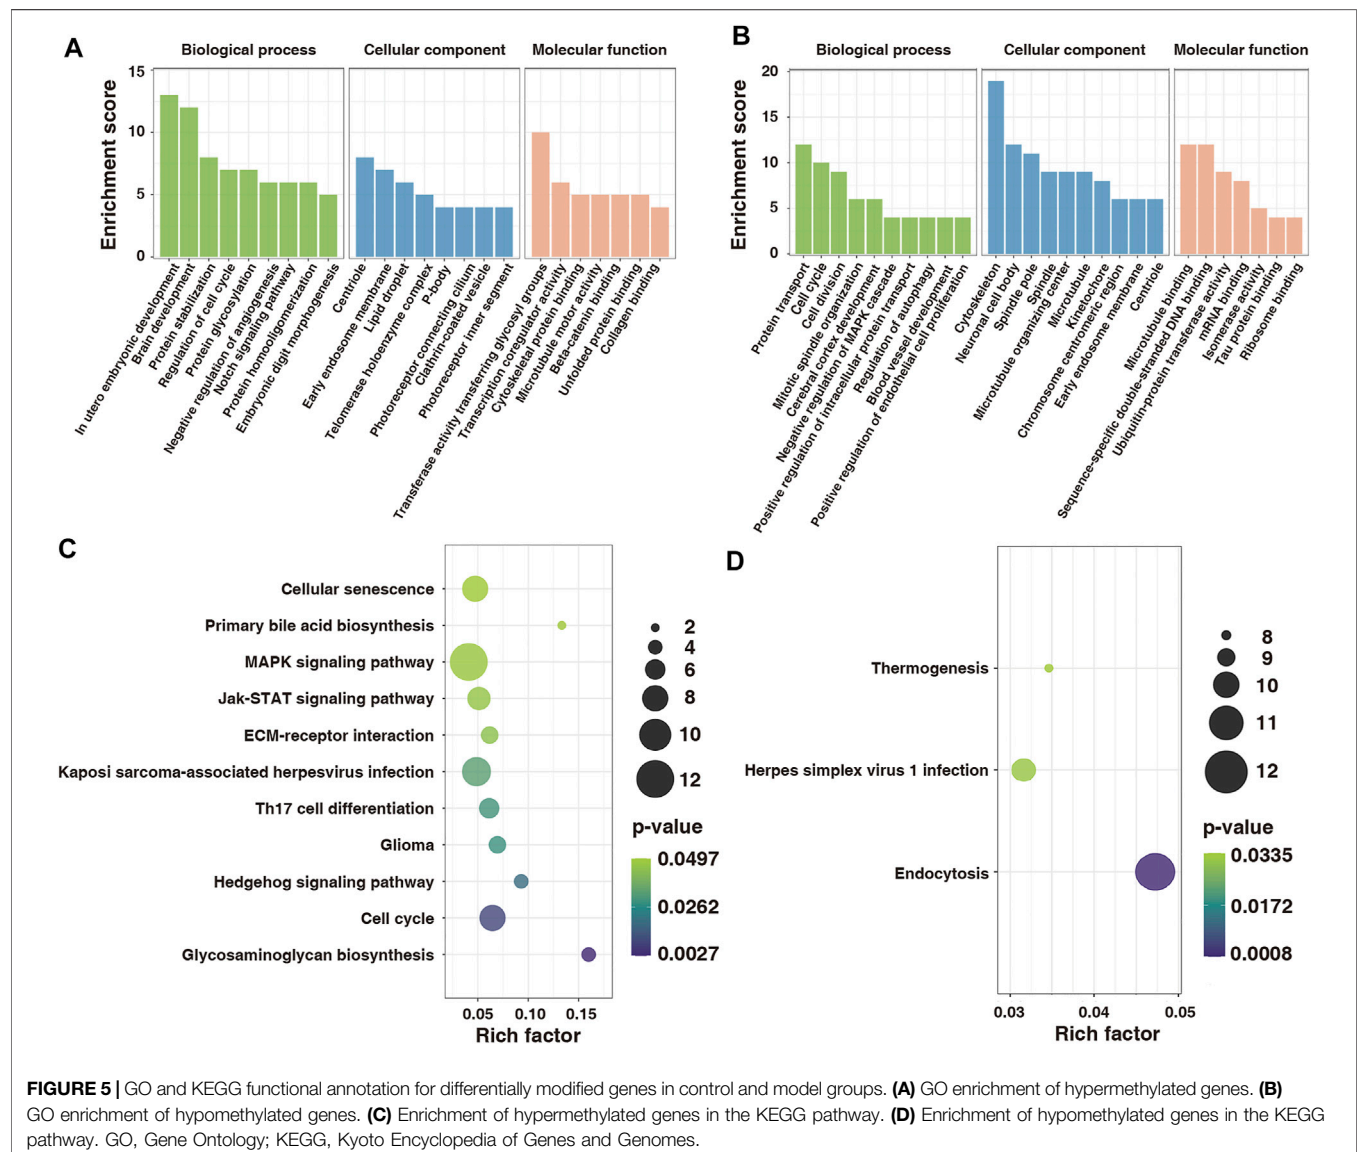 A
Biological process
Cellular component
Molecular function
Enrichment score
15
10
5
0
In utero embryonic development
Brain development
Protein stabilization
Regulation of cell cycle
Protein glycosylation
Negative regulation of angiogenesis
Notch signaling pathway
Protein homooligomerization
Embryonic digit morphogenesis
Centriole
Early endosome membrane
Lipid droplet
Telomerase holoenzyme complex
P-body
Photoreceptor connecting cilium
Clathrin-coated vesicle
Photoreceptor inner segment
Transferase activity transferring glycosyl groups
Transcription coregulator activity
Cytoskeletal protein binding
Microtubule motor activity
Beta-catenin binding
Unfolded protein binding
Collagen binding
B
Biological process
Cellular component
Molecular function
Enrichment score
20
15
10
5
0
Protein transport
Cell cycle
Cell division
Mitotic spindle organization
Cerebral cortex development
Negative regulation of MAPK cascade
Positive regulation of intracellular protein transport
Regulation of autophagy
Blood vessel development
Positive regulation of endothelial cell proliferation
Cytoskeleton
Neuronal cell body
Spindle pole
Spindle
Microtubule organizing center
Microtubule
Kinetochore
Chromosome centromeric region
Early endosome membrane
Centriole
Microtubule binding
Sequence-specific double-stranded DNA binding
Ubiquitin-protein transferase activity
mRNA binding
Isomerase activity
Tau protein binding
Ribosome binding
C
Cellular senescence
Primary bile acid biosynthesis
MAPK signaling pathway
Jak-STAT signaling pathway
ECM-receptor interaction
Kaposi sarcoma-associated herpesvirus infection
Th17 cell differentiation
Glioma
Hedgehog signaling pathway
Cell cycle
Glycosaminoglycan biosynthesis
0.05 0.10 0.15
Rich factor
2
4
6
8
10
12
p-value
0.0497
0.0262
0.0027
D
Thermogenesis
Herpes simplex virus 1 infection
Endocytosis
0.03 0.04 0.05
Rich factor
8
9
10
11
12
p-value
0.0335
0.0172
0.0008
FIGURE 5 | GO and KEGG functional annotation for differentially modified genes in control and model groups. (A) GO enrichment of hypermethylated genes. (B)
GO enrichment of hypomethylated genes. (C) Enrichment of hypermethylated genes in the KEGG pathway. (D) Enrichment of hypomethylated genes in the KEGG
pathway. GO, Gene Ontology; KEGG, Kyoto Encyclopedia of Genes and Genomes.